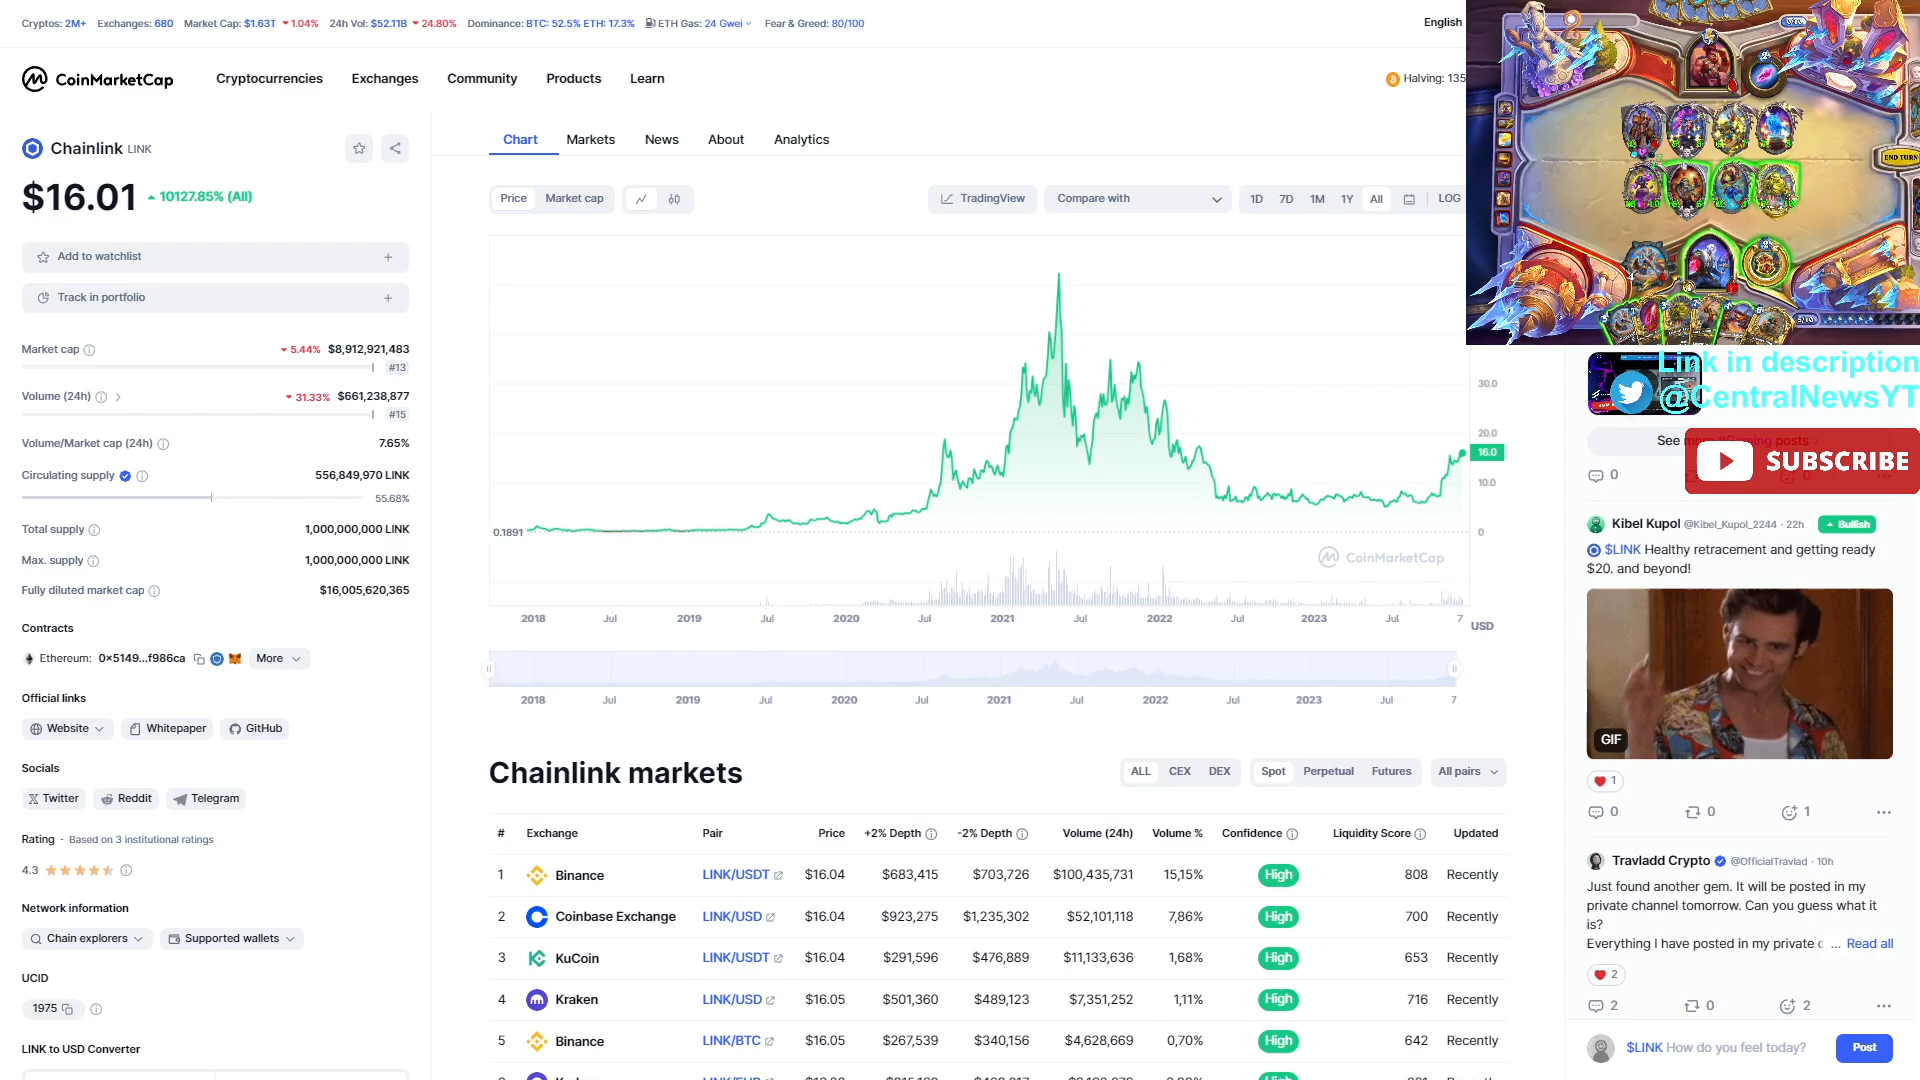 Cryptos: 2M+ Exchanges: 680 Market Cap: $1.63T 1.04% 24h Vol: $52.11B 24.80% Dominance: BTC: 52.5% ETH: 17.3% ETH Gas: 24 Gwei Fear & Greed: 80/100
English
CoinMarketCap
Cryptocurrencies Exchanges Community Products Learn
Halving: 135
Chainlink LINK
$16.01 10127.85% (All)
Add to watchlist
Track in portfolio
Market cap 5.44% $8,912,921,483
#13
Volume (24h) 31.33% $661,238,877
#15
Volume/Market cap (24h) 7.65%
Circulating supply 556,849,970 LINK
55.68%
Total supply 1,000,000,000 LINK
Max. supply 1,000,000,000 LINK
Fully diluted market cap $16,005,620,365
Contracts
Ethereum: 0x5149...f986ca More
Official links
Website Whitepaper GitHub
Socials
Twitter Reddit Telegram
Rating · Based on 3 institutional ratings
4.3
Network information
Chain explorers Supported wallets
UCID
1975
LINK to USD Converter
Chart Markets News About Analytics
Price Market cap
TradingView Compare with 1D 7D 1M 1Y All LOG
30.0
20.0
16.0
10.0
0
0.1891
CoinMarketCap
2018 Jul 2019 Jul 2020 Jul 2021 Jul 2022 Jul 2023 Jul 7
USD
2018 Jul 2019 Jul 2020 Jul 2021 Jul 2022 Jul 2023 Jul 7
Chainlink markets
ALL CEX DEX Spot Perpetual Futures All pairs
# Exchange Pair Price +2% Depth -2% Depth Volume (24h) Volume % Confidence Liquidity Score Updated
1 Binance LINK/USDT $16.04 $683,415 $703,726 $100,435,731 15,15% High 808 Recently
2 Coinbase Exchange LINK/USD $16.04 $923,275 $1,235,302 $52,101,118 7,86% High 700 Recently
3 KuCoin LINK/USDT $16.04 $291,596 $476,889 $11,133,636 1,68% High 653 Recently
4 Kraken LINK/USD $16.05 $501,360 $489,123 $7,351,252 1,11% High 716 Recently
5 Binance LINK/BTC $16.05 $267,539 $340,156 $4,628,669 0,70% High 642 Recently
END TURN
Link in description
@CentralNewsYT
See more #Gaming posts
SUBSCRIBE
0
Kibel Kupol @Kibel_Kupol_2244 · 22h Bullish
$LINK Healthy retracement and getting ready
$20. and beyond!
GIF
1
0 0 1
Travladd Crypto @OfficialTravlad · 10h
Just found another gem. It will be posted in my
private channel tomorrow. Can you guess what it
is?
Everything I have posted in my private c ... Read all
2
2 0 2
$LINK How do you feel today?
Post